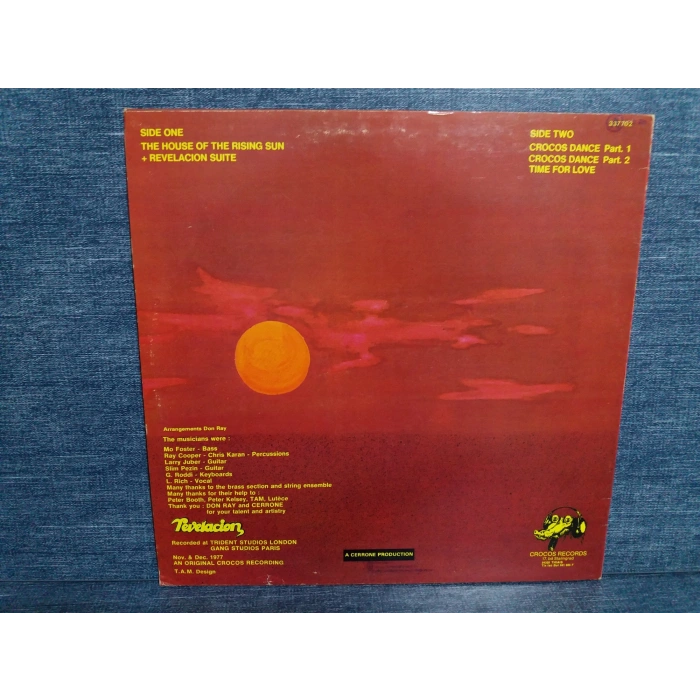 337702
SIDE ONE
THE HOUSE OF THE RISING SUN
+ REVELACION SUITE
SIDE TWO
CROCOS DANCE Part. 1
CROCOS DANCE Part. 2
TIME FOR LOVE
Arrangements Don Ray
The musicians were :
Mo Foster - Bass
Ray Cooper - Chris Karan - Percussions
Larry Juber - Guitar
Slim Pezin - Guitar
G. Roddi - Keyboards
L. Rich - Vocal
Many thanks to the brass section and string ensemble
Many thanks for their help to :
Peter Booth, Peter Kelsey, TAM, Lutèce
Thank you : DON RAY and CERRONE
for your talent and artistry
Revelacion
Recorded at TRIDENT STUDIOS LONDON
GANG STUDIOS PARIS
Nov. & Dec. 1977
AN ORIGINAL CROCOS RECORDING
T.A.M. Design
A CERRONE PRODUCTION
CROCOS RECORDS